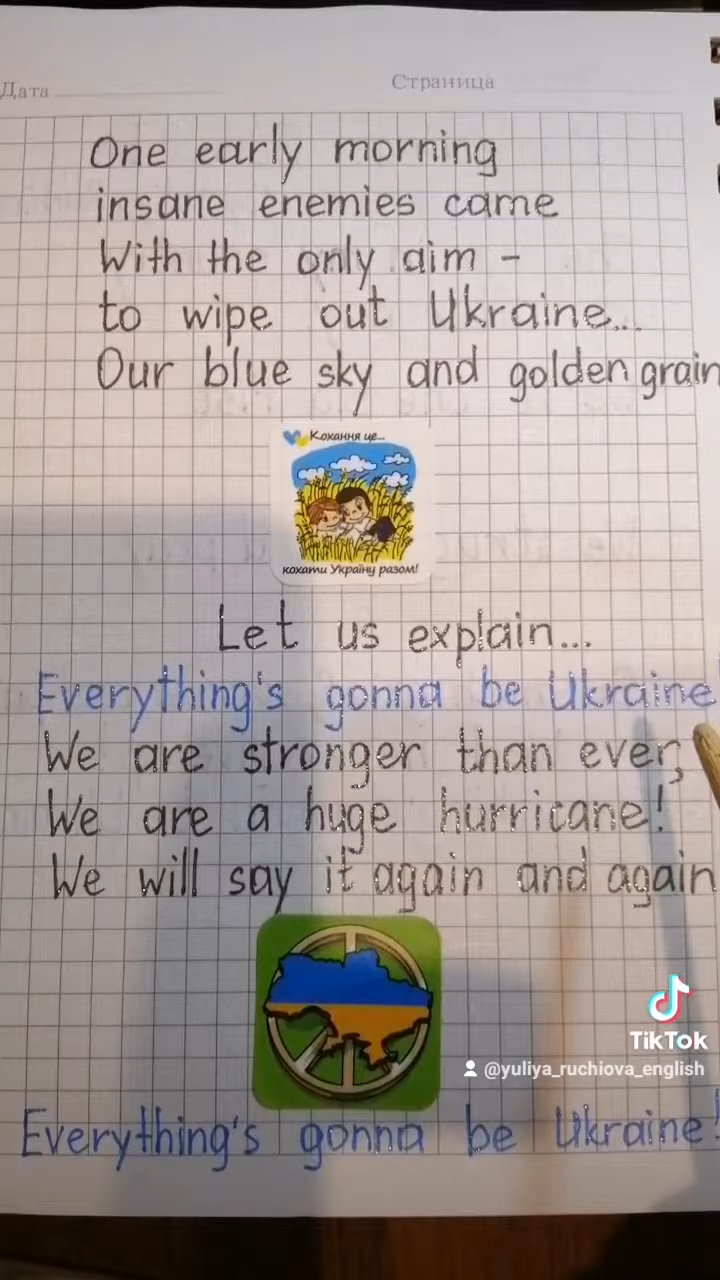 Дата
Страница
One early morning
insane enemies came
With the only aim -
to wipe out Ukraine...
Our blue sky and golden grain
Кохання це...
кохати Україну разом!
Let us explain...
Everything's gonna be Ukraine!
We are stronger than ever,
We are a huge hurricane!
We will say it again and again
TikTok
@yuliya_ruchiova_english
Everything's gonna be Ukraine!